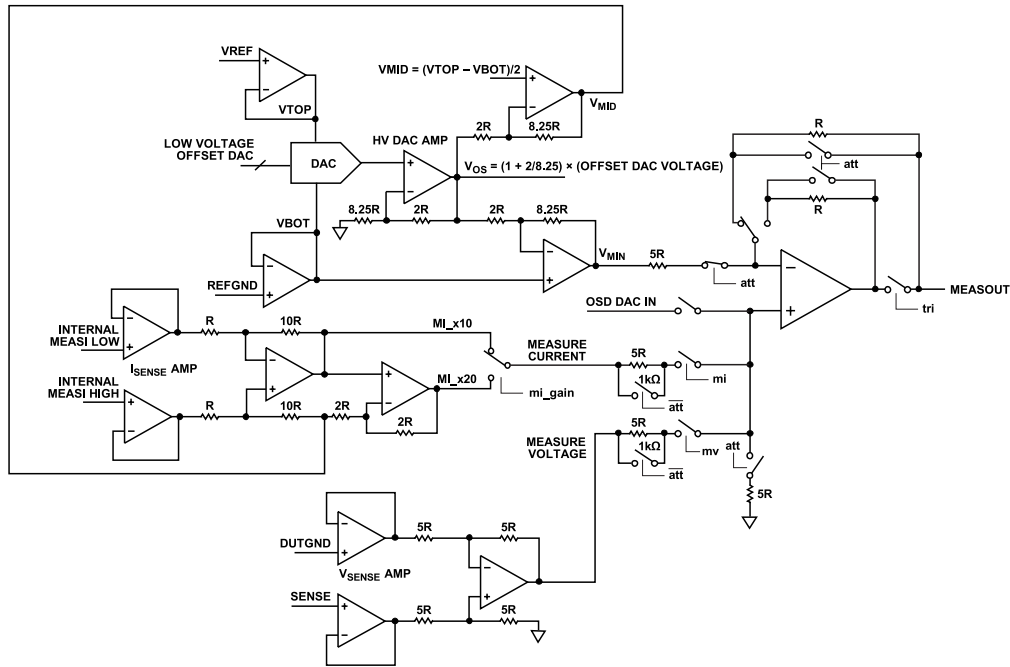 VREF
VTOP
LOW VOLTAGE
OFFSET DAC
DAC
HV DAC AMP
VMID = (VTOP – VBOT)/2
VMID
2R
8.25R
VOS = (1 + 2/8.25) × (OFFSET DAC VOLTAGE)
8.25R
2R
2R
8.25R
VBOT
REFGND
VMIN
5R
att
R
att
R
OSD DAC IN
MEASOUT
tri
INTERNAL
MEASI LOW
R
10R
MI_x10
ISENSE AMP
MEASURE
CURRENT
5R
1kΩ
att
mi
INTERNAL
MEASI HIGH
R
10R
2R
MI_x20
2R
mi_gain
MEASURE
VOLTAGE
5R
1kΩ
att
mv
att
5R
DUTGND
VSENSE AMP
5R
5R
SENSE
5R
5R